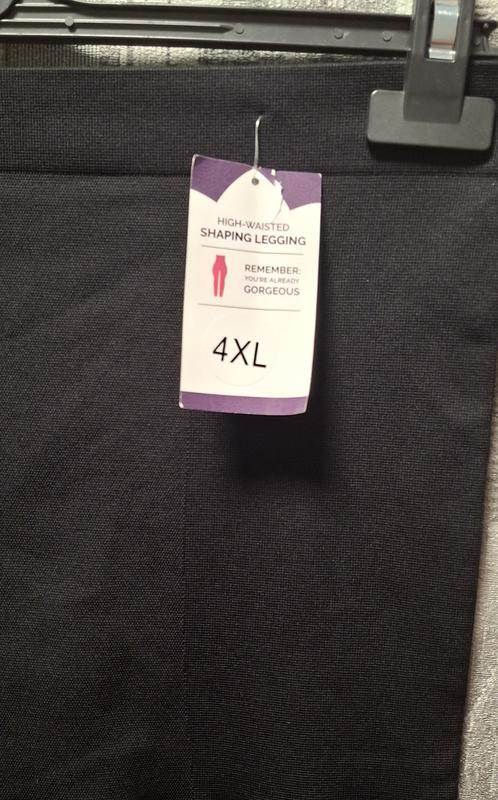 HIGH-WAISTED
SHAPING LEGGING
REMEMBER:
YOU'RE ALREADY
GORGEOUS
4XL